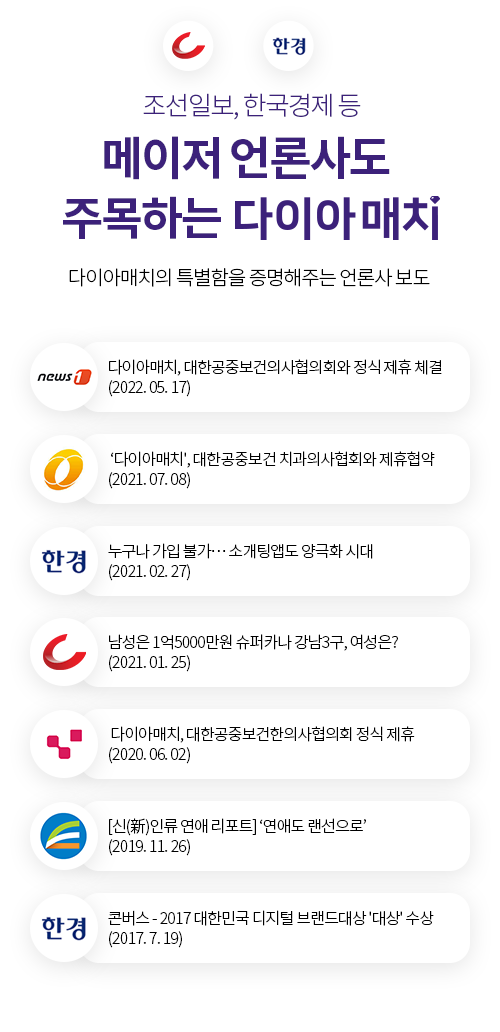 한경
조선일보, 한국경제 등
메이저 언론사도
주목하는 다이아매치
다이아매치의 특별함을 증명해주는 언론사 보도
news1
다이아매치, 대한공중보건의사협의회와 정식 제휴 체결
(2022. 05. 17)
‘다이아매치', 대한공중보건 치과의사협회와 제휴협약
(2021. 07. 08)
한경
누구나 가입 불가… 소개팅앱도 양극화 시대
(2021. 02. 27)
남성은 1억5000만원 슈퍼카나 강남3구, 여성은?
(2021. 01. 25)
다이아매치, 대한공중보건한의사협의회 정식 제휴
(2020. 06. 02)
[신(新)인류 연애 리포트] ‘연애도 랜선으로’
(2019. 11. 26)
한경
콘버스 - 2017 대한민국 디지털 브랜드대상 '대상' 수상
(2017. 7. 19)